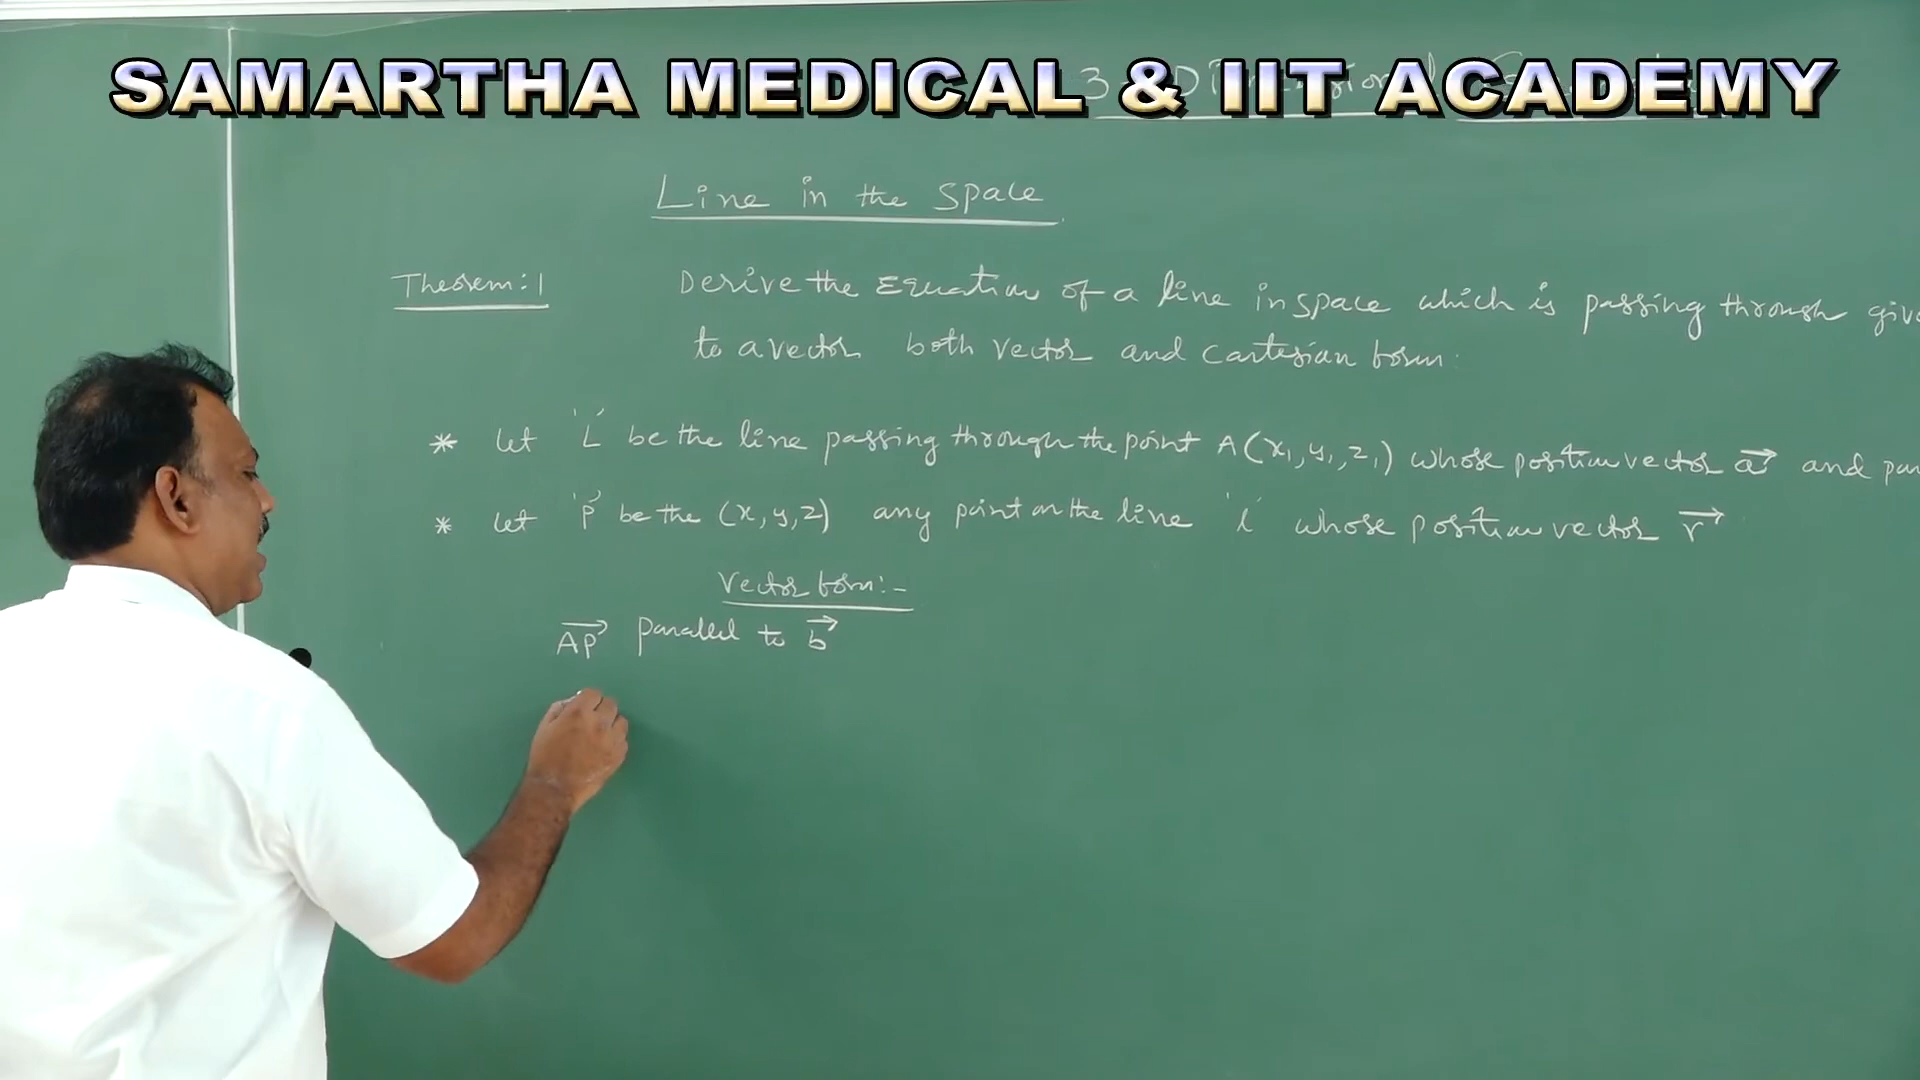 SAMARTHA MEDICAL & IIT ACADEMY
3 Dimensional
Line in the space
Theorem:1 Derive the Equation of a line in space which is passing through
to a vector both vector and cartesian form.
* Let 'L' be the line passing through the point A(x₁,y₁,z₁) whose position vector a⃗ and
* Let 'P' be the (x,y,z) any point on the line 'L' whose position vector r⃗
Vector form:-
AP⃗ parallel to b⃗